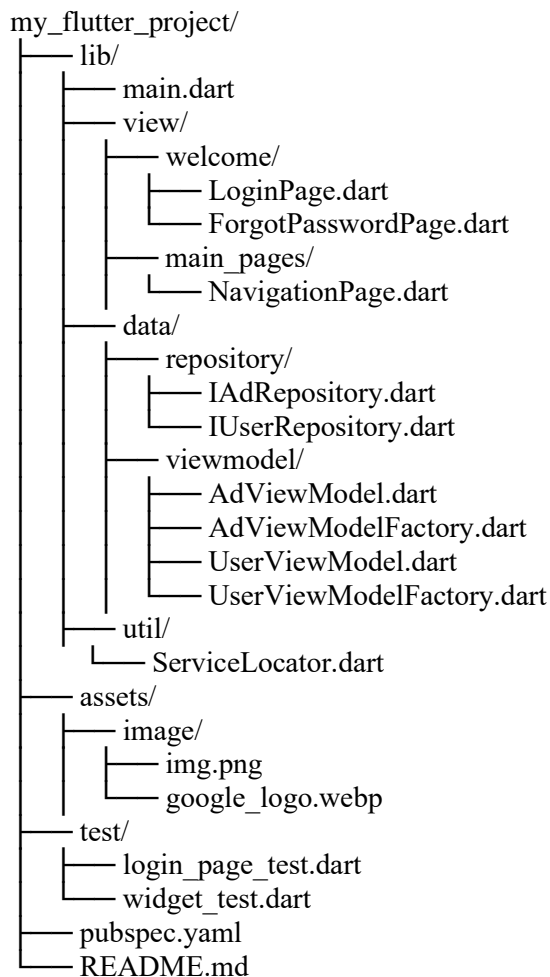 my_flutter_project/
lib/
main.dart
view/
welcome/
LoginPage.dart
ForgotPasswordPage.dart
main_pages/
NavigationPage.dart
data/
repository/
IAdRepository.dart
IUserRepository.dart
viewmodel/
AdViewModel.dart
AdViewModelFactory.dart
UserViewModel.dart
UserViewModelFactory.dart
util/
ServiceLocator.dart
assets/
image/
img.png
google_logo.webp
test/
login_page_test.dart
widget_test.dart
pubspec.yaml
README.md